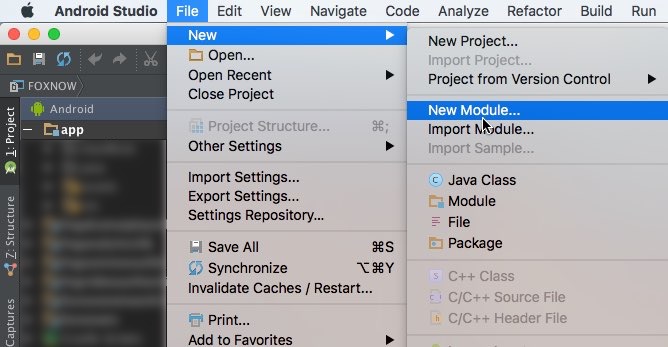 Android Studio File Edit View Navigate Code Analyze Refactor Build Run
New
Open...
Open Recent
Close Project
Project Structure... ⌘;
Other Settings
Import Settings...
Export Settings...
Settings Repository...
Save All ⌘S
Synchronize ⌥⌘Y
Invalidate Caches / Restart...
Print...
Add to Favorites
New Project...
Import Project...
Project from Version Control
New Module...
Import Module...
Import Sample...
Java Class
Module
File
Package
C++ Class
C/C++ Source File
C/C++ Header File
FOXNOW
Android
app
1: Project
7: Structure
Captures